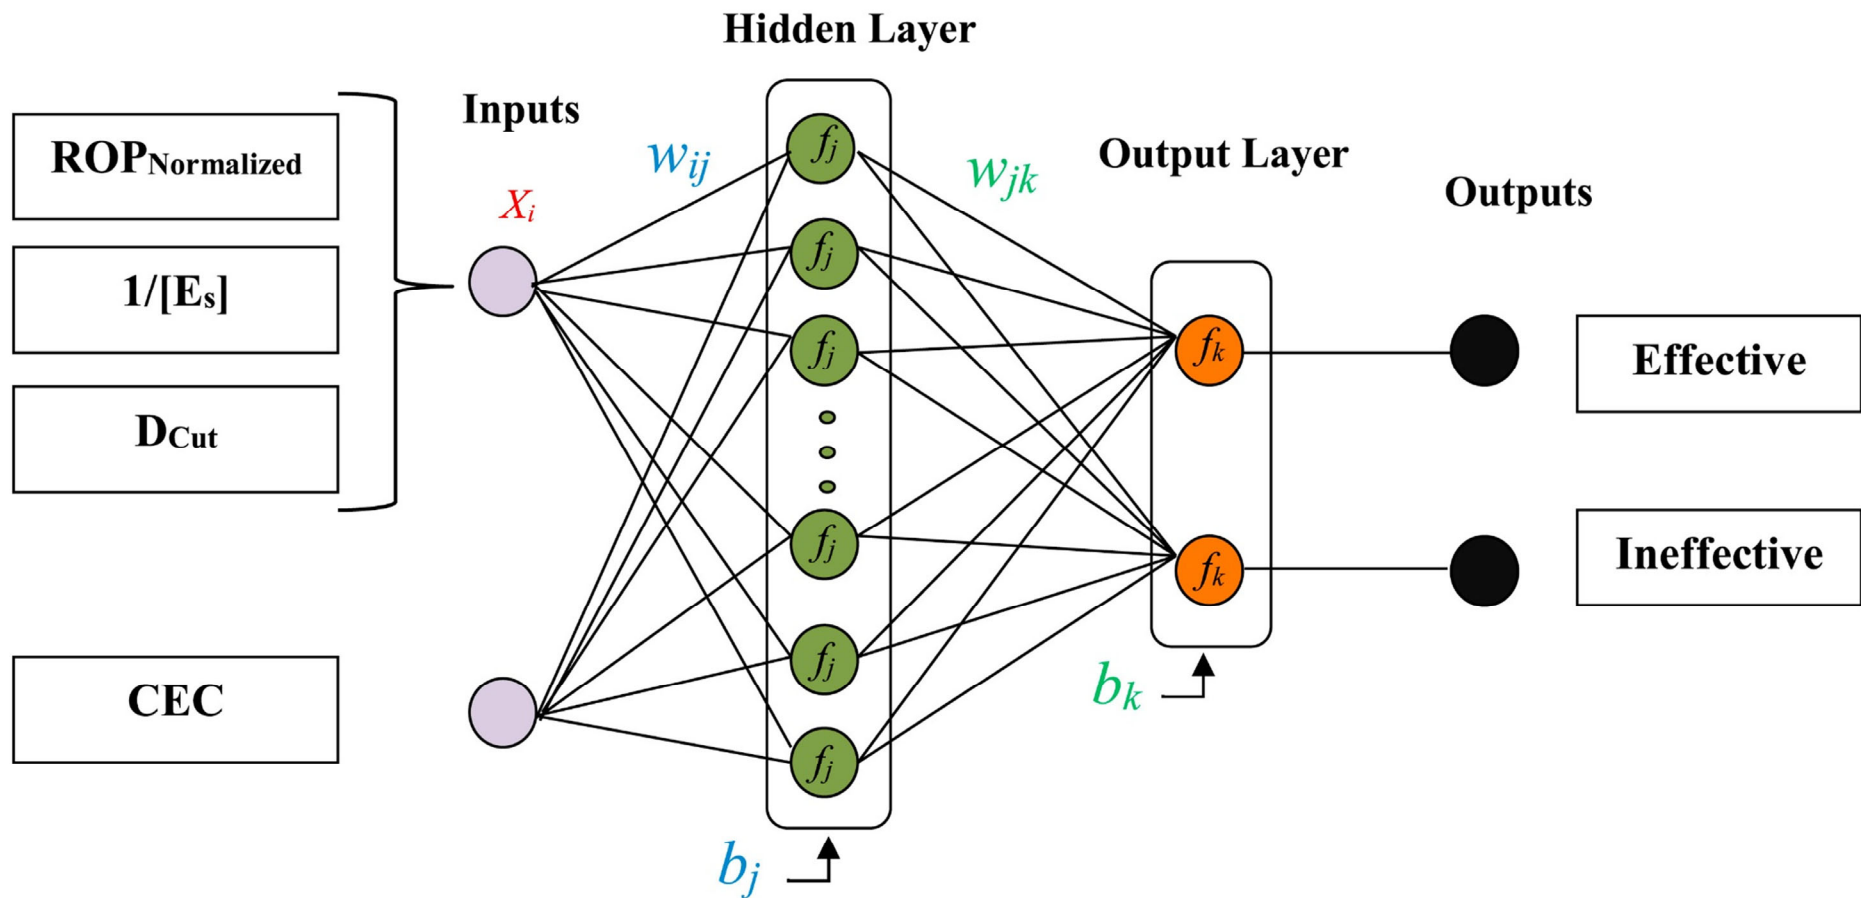 Hidden Layer
Inputs
ROPNormalized
1/[Es]
DCut
CEC
Xi
wij
fj
fj
fj
fj
fj
fj
bj
wjk
Output Layer
fk
fk
bk
Outputs
Effective
Ineffective